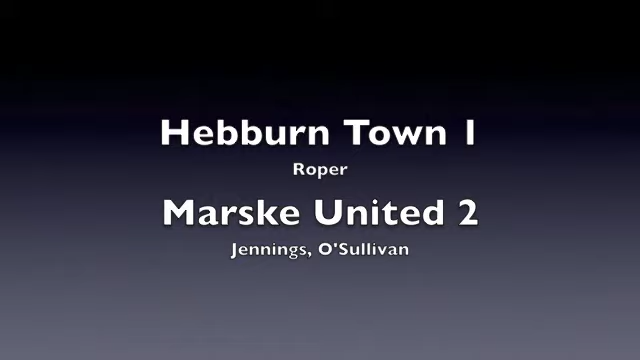 Hebburn Town 1
Roper
Marske United 2
Jennings, O'Sullivan